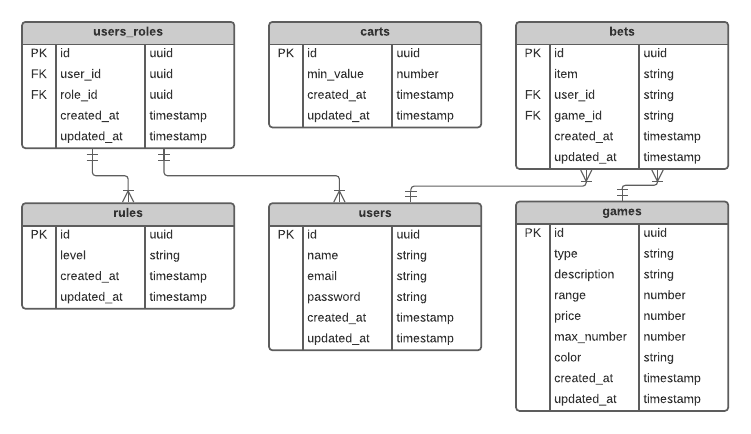 users_roles
PK id uuid
FK user_id uuid
FK role_id uuid
created_at timestamp
updated_at timestamp
carts
PK id uuid
min_value number
created_at timestamp
updated_at timestamp
bets
PK id uuid
item string
FK user_id string
FK game_id string
created_at timestamp
updated_at timestamp
rules
PK id uuid
level string
created_at timestamp
updated_at timestamp
users
PK id uuid
name string
email string
password string
created_at timestamp
updated_at timestamp
games
PK id uuid
type string
description string
range number
price number
max_number number
color string
created_at timestamp
updated_at timestamp